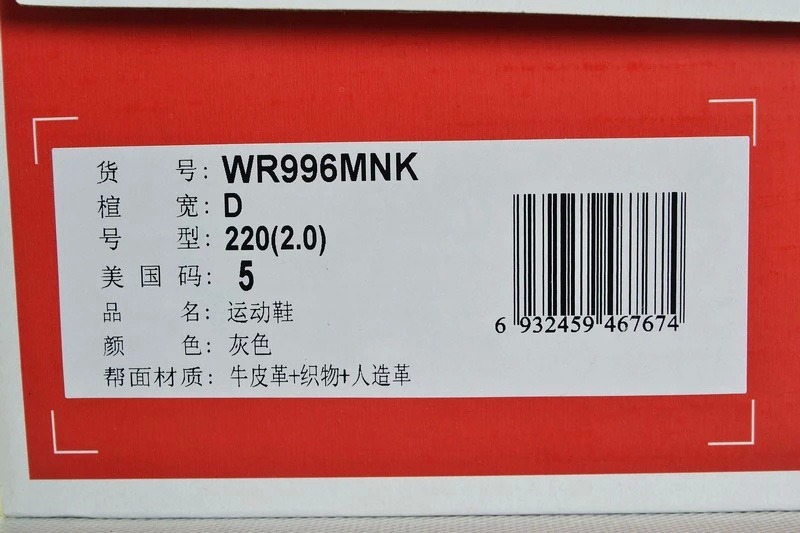 货 号: WR996MNK
楦 宽: D
号 型: 220(2.0)
美国码: 5
品 名: 运动鞋
颜 色: 灰色
帮面材质: 牛皮革+织物+人造革
6 932459 467674